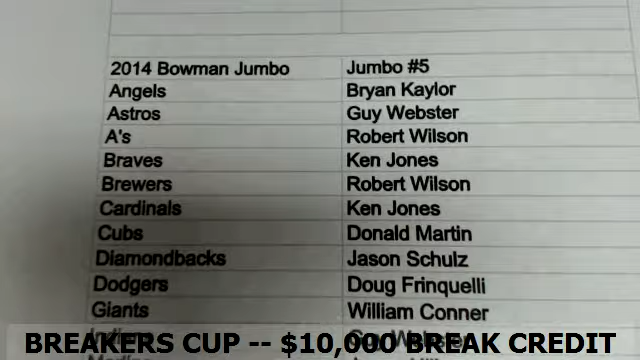 2014 Bowman Jumbo Jumbo #5
Angels Bryan Kaylor
Astros Guy Webster
A's Robert Wilson
Braves Ken Jones
Brewers Robert Wilson
Cardinals Ken Jones
Cubs Donald Martin
Diamondbacks Jason Schulz
Dodgers Doug Frinquelli
Giants William Conner
BREAKERS CUP -- $10,000 BREAK CREDIT